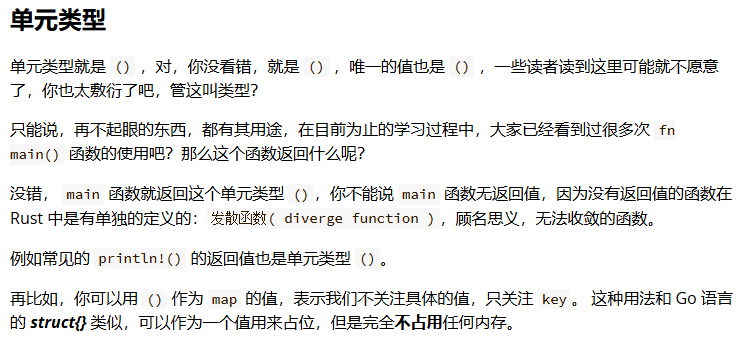 单元类型
单元类型就是 () ，对，你没看错，就是 () ，唯一的值也是 () ，一些读者读到这里可能就不愿意
了，你也太敷衍了吧，管这叫类型？
只能说，再不起眼的东西，都有其用途，在目前为止的学习过程中，大家已经看到过很多次 fn
main() 函数的使用吧？那么这个函数返回什么呢？
没错， main 函数就返回这个单元类型 ()，你不能说 main 函数无返回值，因为没有返回值的函数在
Rust 中是有单独的定义的：发散函数( diverge function )，顾名思义，无法收敛的函数。
例如常见的 println!() 的返回值也是单元类型 ()。
再比如，你可以用 () 作为 map 的值，表示我们不关注具体的值，只关注 key。 这种用法和 Go 语言
的 struct{} 类似，可以作为一个值用来占位，但是完全不占用任何内存。